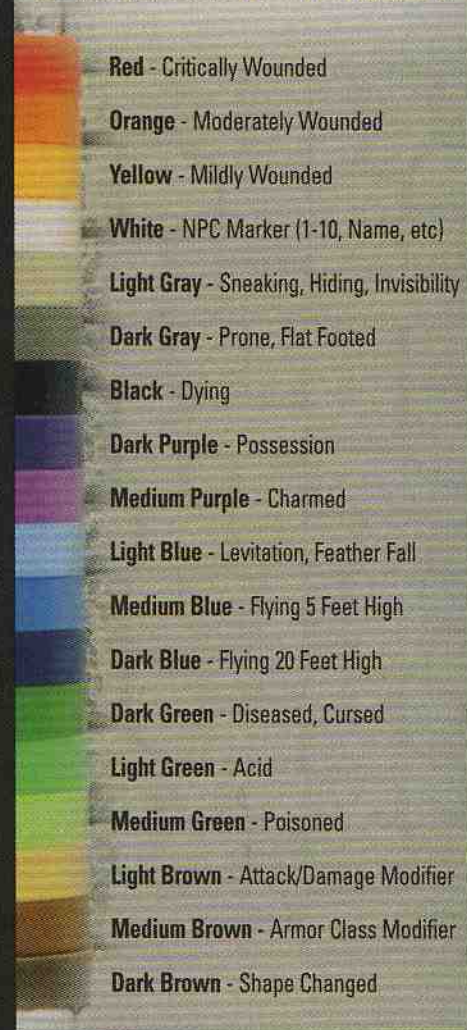 Red - Critically Wounded
Orange - Moderately Wounded
Yellow - Mildly Wounded
White - NPC Marker (1-10, Name, etc)
Light Gray - Sneaking, Hiding, Invisibility
Dark Gray - Prone, Flat Footed
Black - Dying
Dark Purple - Possession
Medium Purple - Charmed
Light Blue - Levitation, Feather Fall
Medium Blue - Flying 5 Feet High
Dark Blue - Flying 20 Feet High
Dark Green - Diseased, Cursed
Light Green - Acid
Medium Green - Poisoned
Light Brown - Attack/Damage Modifier
Medium Brown - Armor Class Modifier
Dark Brown - Shape Changed